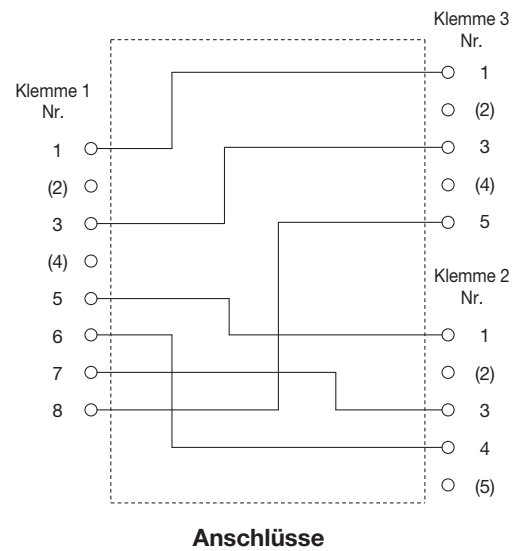 Klemme 3
Nr.
1
(2)
3
(4)
5
Klemme 1
Nr.
1
(2)
3
(4)
5
6
7
8
Klemme 2
Nr.
1
(2)
3
4
(5)
Anschlüsse